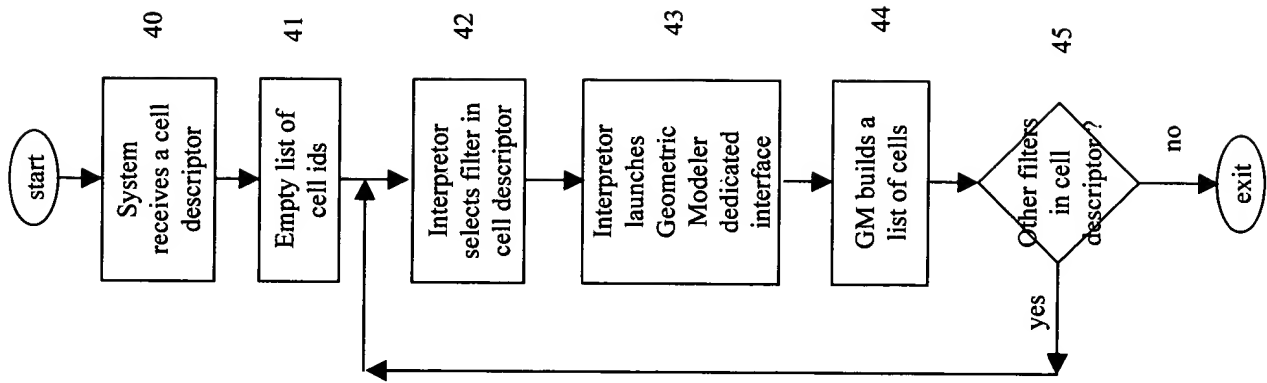 start
System
receives a cell
descriptor
40
Empty list of
cell ids
41
Interpretor
selects filter in
cell descriptor
42
Interpretor
launches
Geometric
Modeler
dedicated
interface
43
GM builds a
list of cells
44
Other filters
in cell
descriptor?
45
yes
no
exit